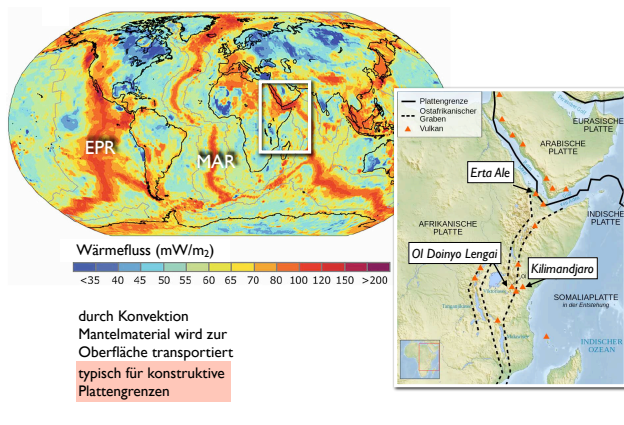 EPR
MAR
Wärmefluss (mW/m2)
<35 40 45 50 55 60 65 70 80 100 120 150 >200
durch Konvektion
Mantelmaterial wird zur
Oberfläche transportiert
typisch für konstruktive
Plattengrenzen
Plattengrenze
Ostafrikanischer
Graben
Vulkan
EURASISCHE
PLATTE
ARABISCHE
PLATTE
Erta Ale
INDISCHE
PLATTE
AFRIKANISCHE
PLATTE
Ol Doinyo Lengai
Kilimandjaro
SOMALIAPLATTE
in der Entstehung
INDISCHER
OZEAN